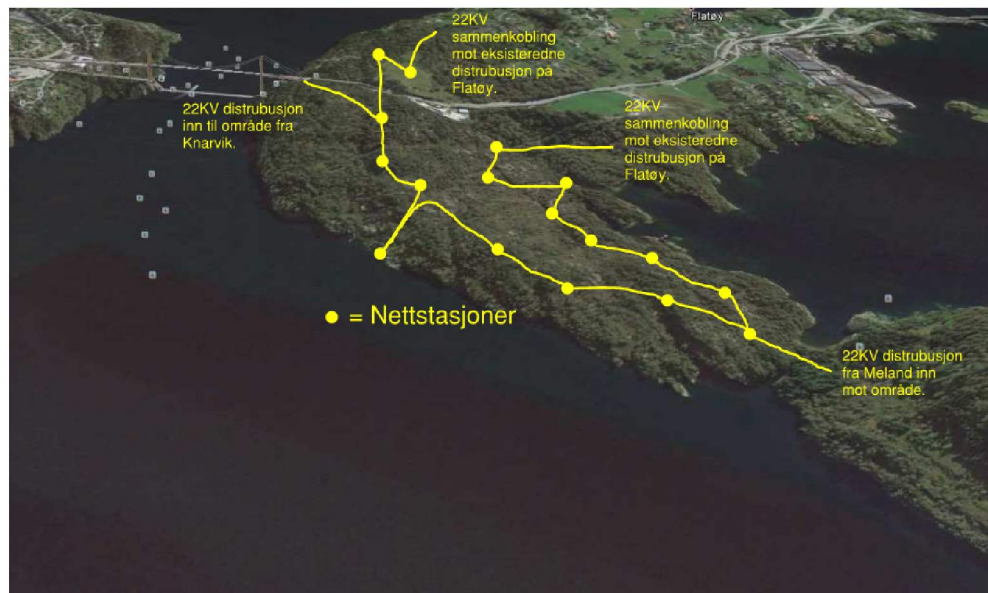 Flatøy
22KV
sammenkobling
mot eksisteredne
distrubusjon på
Flatøy.
22KV distrubusjon
inn til område fra
Knarvik.
22KV
sammenkobling
mot eksisteredne
distrubusjon på
Flatøy.
= Nettstasjoner
22KV distrubusjon
fra Meland inn
mot område.